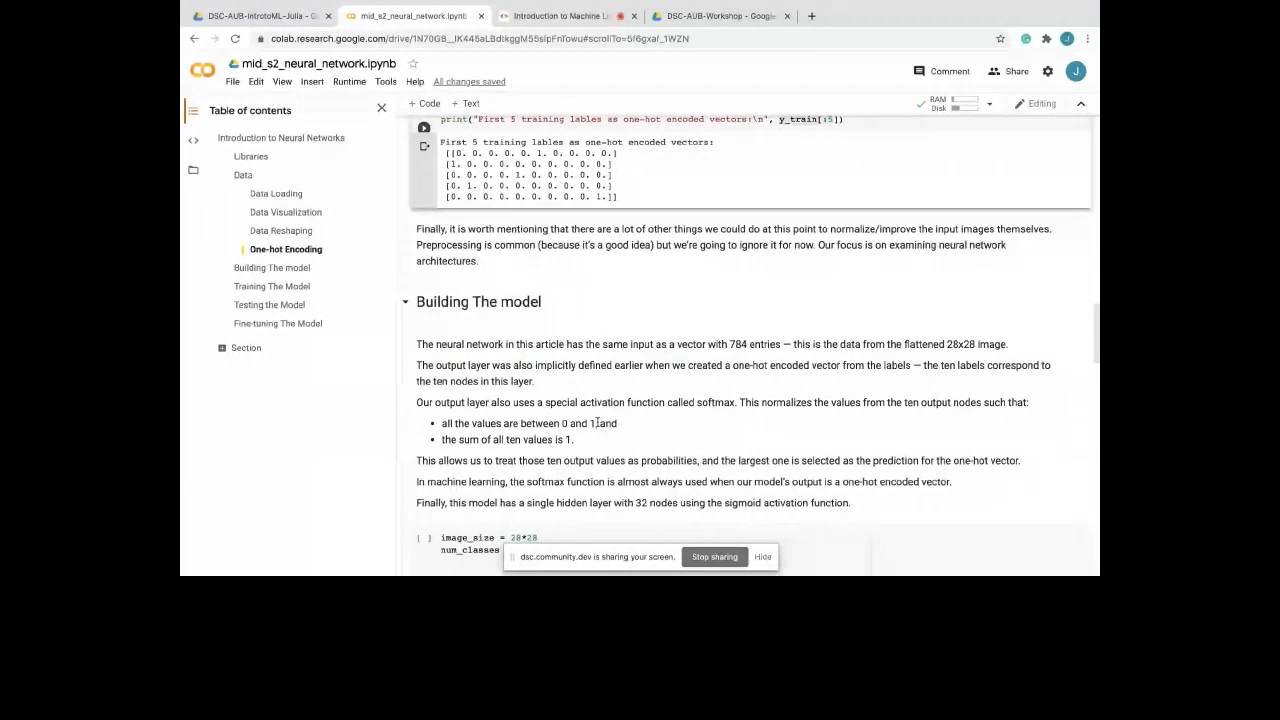 DSC-AUB-IntrotoML-Julia - G
mid_s2_neural_network.ipynb
Introduction to Machine L
DSC-AUB-Workshop - Google
mid_s2_neural_network.ipynb
File Edit View Insert Runtime Tools Help All changes saved
Comment Share J
Table of contents
+ Code + Text
RAM
Disk
Editing
Introduction to Neural Networks
Libraries
Data
Data Loading
Data Visualization
Data Reshaping
One-hot Encoding
Building The model
Training The Model
Testing the Model
Fine-tuning The Model
Section
print("First 5 training lables as one-hot encoded vectors:\n", y_train[:5])
First 5 training lables as one-hot encoded vectors:
[[0. 0. 0. 0. 0. 1. 0. 0. 0. 0.]
[1. 0. 0. 0. 0. 0. 0. 0. 0. 0.]
[0. 0. 0. 0. 1. 0. 0. 0. 0. 0.]
[0. 1. 0. 0. 0. 0. 0. 0. 0. 0.]
[0. 0. 0. 0. 0. 0. 0. 0. 0. 1.]]
Finally, it is worth mentioning that there are a lot of other things we could do at this point to normalize/improve the input images themselves.
Preprocessing is common (because it's a good idea) but we're going to ignore it for now. Our focus is on examining neural network
architectures.
Building The model
The neural network in this article has the same input as a vector with 784 entries — this is the data from the flattened 28x28 image.
The output layer was also implicitly defined earlier when we created a one-hot encoded vector from the labels — the ten labels correspond to
the ten nodes in this layer.
Our output layer also uses a special activation function called softmax. This normalizes the values from the ten output nodes such that:
• all the values are between 0 and 1, and
• the sum of all ten values is 1.
This allows us to treat those ten output values as probabilities, and the largest one is selected as the prediction for the one-hot vector.
In machine learning, the softmax function is almost always used when our model's output is a one-hot encoded vector.
Finally, this model has a single hidden layer with 32 nodes using the sigmoid activation function.
[ ] image_size = 28*28
num_classes
dsc.community.dev is sharing your screen. Stop sharing Hide